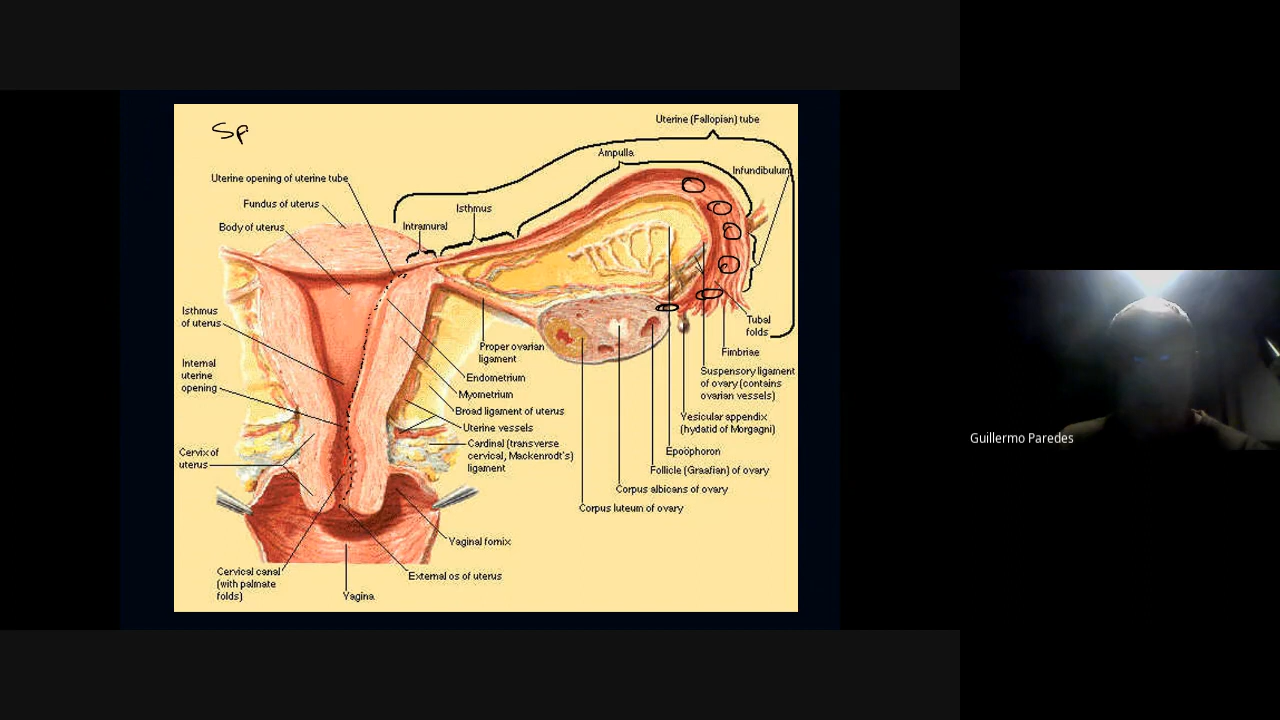 Sp
Uterine (Fallopian) tube
Ampulla
Infundibulum
Uterine opening of uterine tube
Fundus of uterus
Isthmus
Body of uterus
Intramural
Isthmus
of uterus
Tubal
folds
Proper ovarian
ligament
Fimbriae
Internal
uterine
opening
Endometrium
Suspensory ligament
of ovary (contains
ovarian vessels)
Myometrium
Broad ligament of uterus
Yesicular appendix
(hydatid of Morgagni)
Uterine vessels
Cardinal (transverse
cervical, Mackenrodt's)
ligament
Epoöphoron
Cervix of
uterus
Follicle (Graafian) of ovary
Corpus albicans of ovary
Corpus luteum of ovary
Yaginal fornix
Cervical canal
(with palmate
folds)
External os of uterus
Yagina
Guillermo Paredes